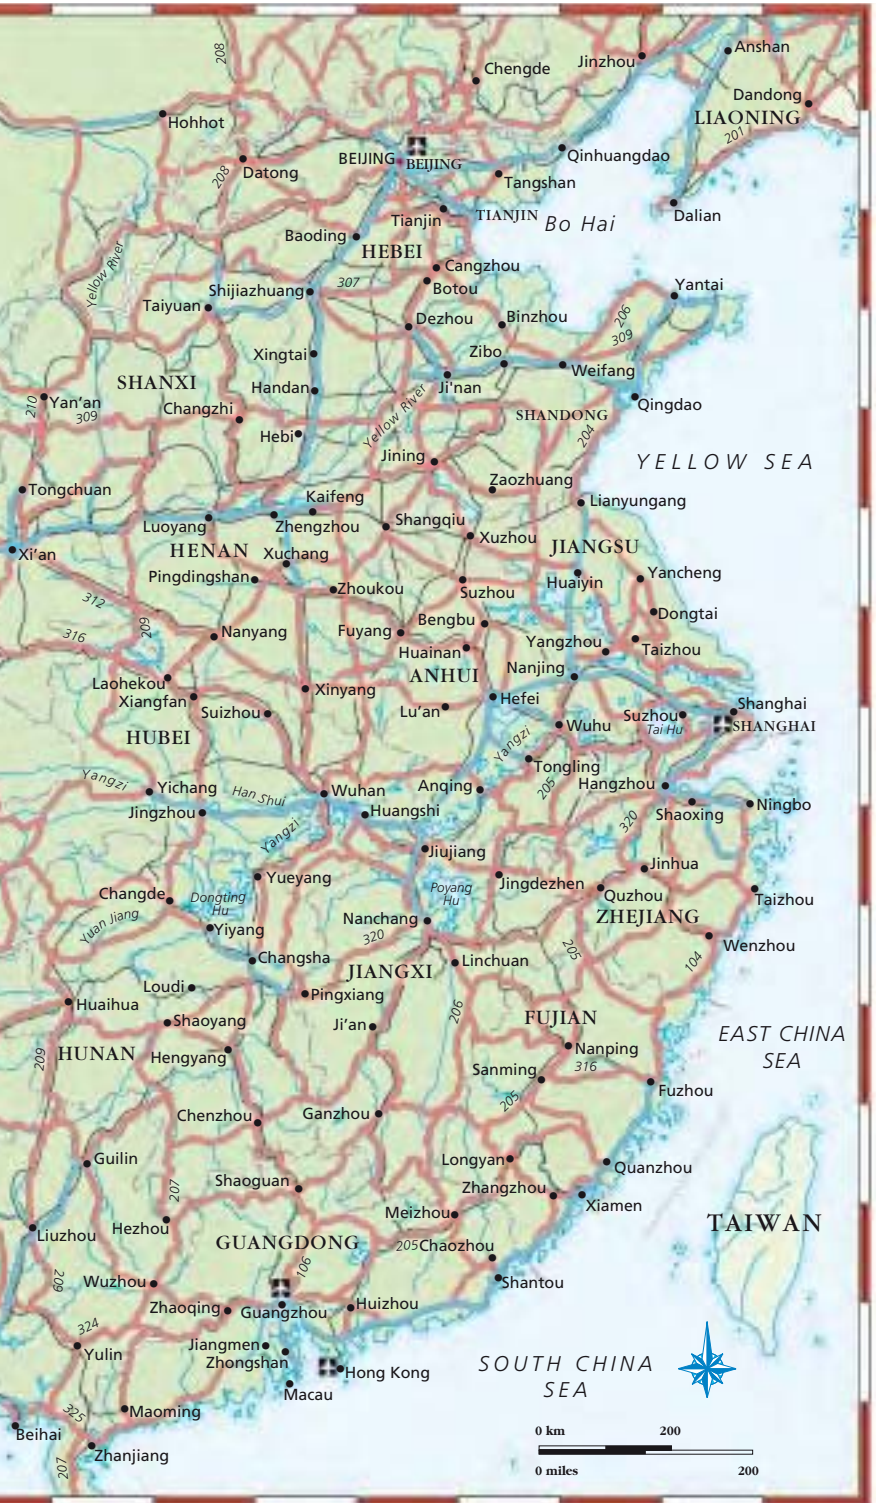 208
Chengde
Jinzhou
Anshan
Dandong
LIAONING
201
Hohhot
BEIJING
BEIJING
Qinhuangdao
Datong
208
Tangshan
Tianjin
TIANJIN
Bo Hai
Dalian
Baoding
HEBEI
Yellow River
Cangzhou
Botou
Shijiazhuang
307
Yantai
Taiyuan
Dezhou
Binzhou
206
309
Xingtai
Zibo
Weifang
SHANXI
Handan
Ji'nan
210
Yan'an
309
Changzhi
Yellow River
SHANDONG
Qingdao
Hebi
204
Jining
YELLOW SEA
Tongchuan
Zaozhuang
Kaifeng
Lianyungang
Luoyang
Zhengzhou
Shangqiu
Xi'an
HENAN
Xuchang
Xuzhou
JIANGSU
Pingdingshan
Zhoukou
Suzhou
Huaiyin
Yancheng
312
209
316
Nanyang
Fuyang
Bengbu
Dongtai
Huainan
Yangzhou
Taizhou
ANHUI
Nanjing
Laohekou
Xiangfan
Xinyang
Hefei
Suizhou
Lu'an
Wuhu
Suzhou
Tai Hu
Shanghai
SHANGHAI
HUBEI
Yangzi
Tongling
Yangzi
Yichang
Han Shui
Wuhan
Anqing
205
Hangzhou
Jingzhou
Huangshi
Shaoxing
Ningbo
Yangzi
320
Jiujiang
Yueyang
Poyang
Hu
Jingdezhen
Jinhua
Changde
Dongting
Hu
Quzhou
Taizhou
Yuan Jiang
Yiyang
Nanchang
320
ZHEJIANG
Wenzhou
Changsha
JIANGXI
Linchuan
205
104
Loudi
Pingxiang
Huaihua
Shaoyang
Ji'an
206
FUJIAN
EAST CHINA
SEA
209
HUNAN
Hengyang
Nanping
Sanming
316
Fuzhou
205
Chenzhou
Ganzhou
Guilin
Longyan
Quanzhou
207
Shaoguan
Zhangzhou
Xiamen
Liuzhou
Hezhou
Meizhou
TAIWAN
GUANGDONG
205
Chaozhou
209
Wuzhou
106
Shantou
Zhaoqing
Guangzhou
Huizhou
324
Yulin
Jiangmen
Zhongshan
Hong Kong
SOUTH CHINA
SEA
Macau
325
Maoming
Beihai
Zhanjiang
207
0 km 200
0 miles 200